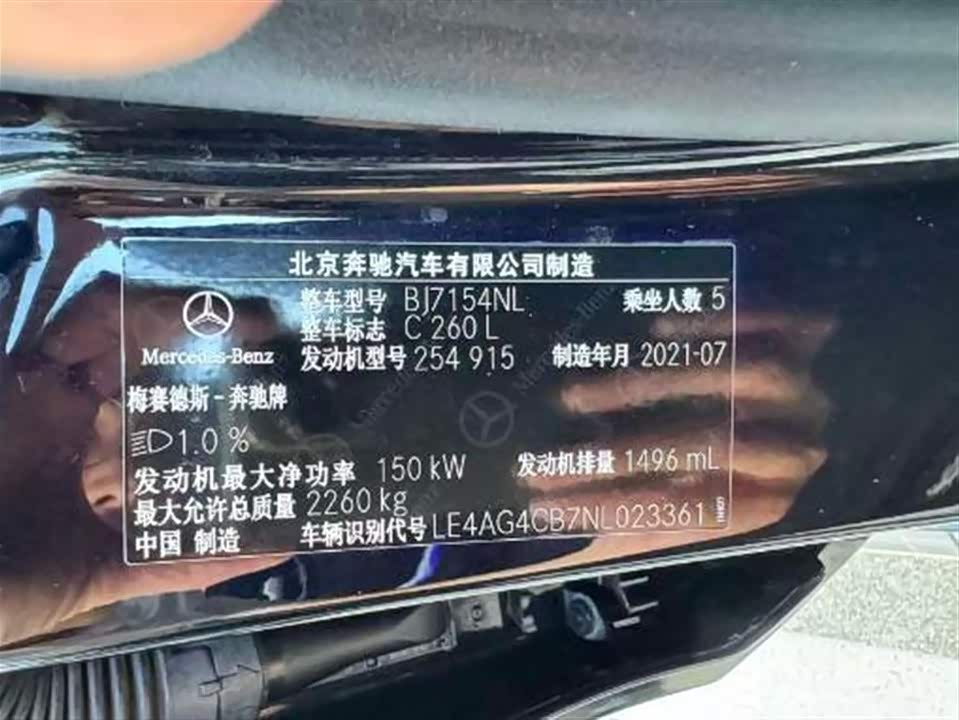 北京奔驰汽车有限公司制造
整车型号 BJ7154NL 乘坐人数 5
整车标志 C 260 L
Mercedes-Benz
发动机型号 254 915 制造年月 2021-07
梅赛德斯-奔驰牌
1.0 %
发动机最大净功率 150 kW 发动机排量 1496 mL
最大允许总质量 2260 kg
中国 制造 车辆识别代号 LE4AG4CB7NL023361